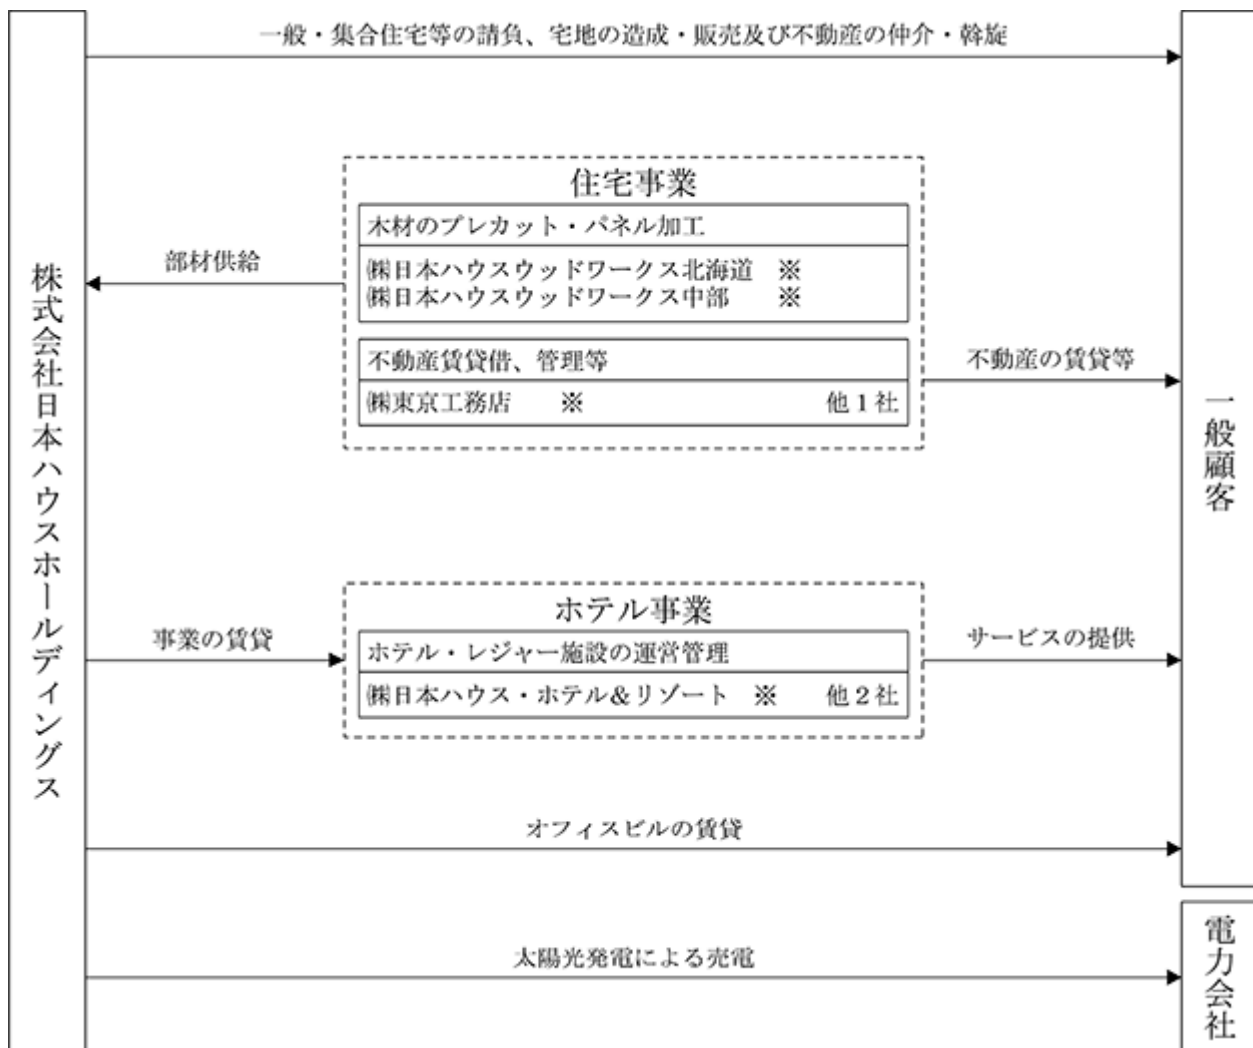 一般・集合住宅等の請負、宅地の造成・販売及び不動産の仲介・斡旋
株式会社日本ハウスホールディングス
住宅事業
木材のプレカット・パネル加工
㈱日本ハウスウッドワークス北海道 ※
㈱日本ハウスウッドワークス中部 ※
部材供給
不動産賃貸借、管理等
㈱東京工務店 ※ 他1社
不動産の賃貸等
一般顧客
ホテル事業
事業の賃貸
ホテル・レジャー施設の運営管理
㈱日本ハウス・ホテル&リゾート ※ 他2社
サービスの提供
オフィスビルの賃貸
太陽光発電による売電
電力会社